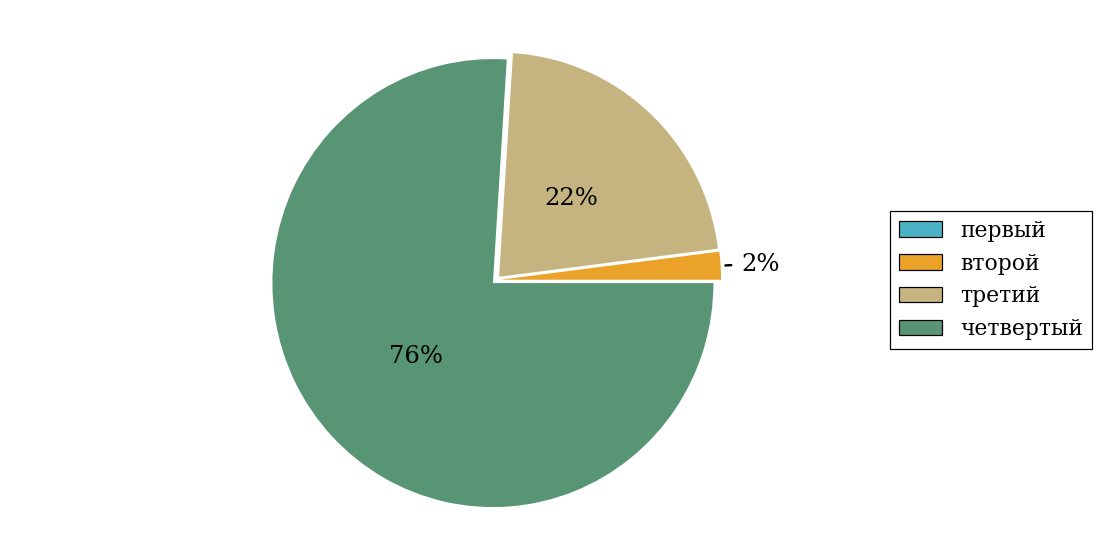 22%
2%
76%
первый
второй
третий
четвертый